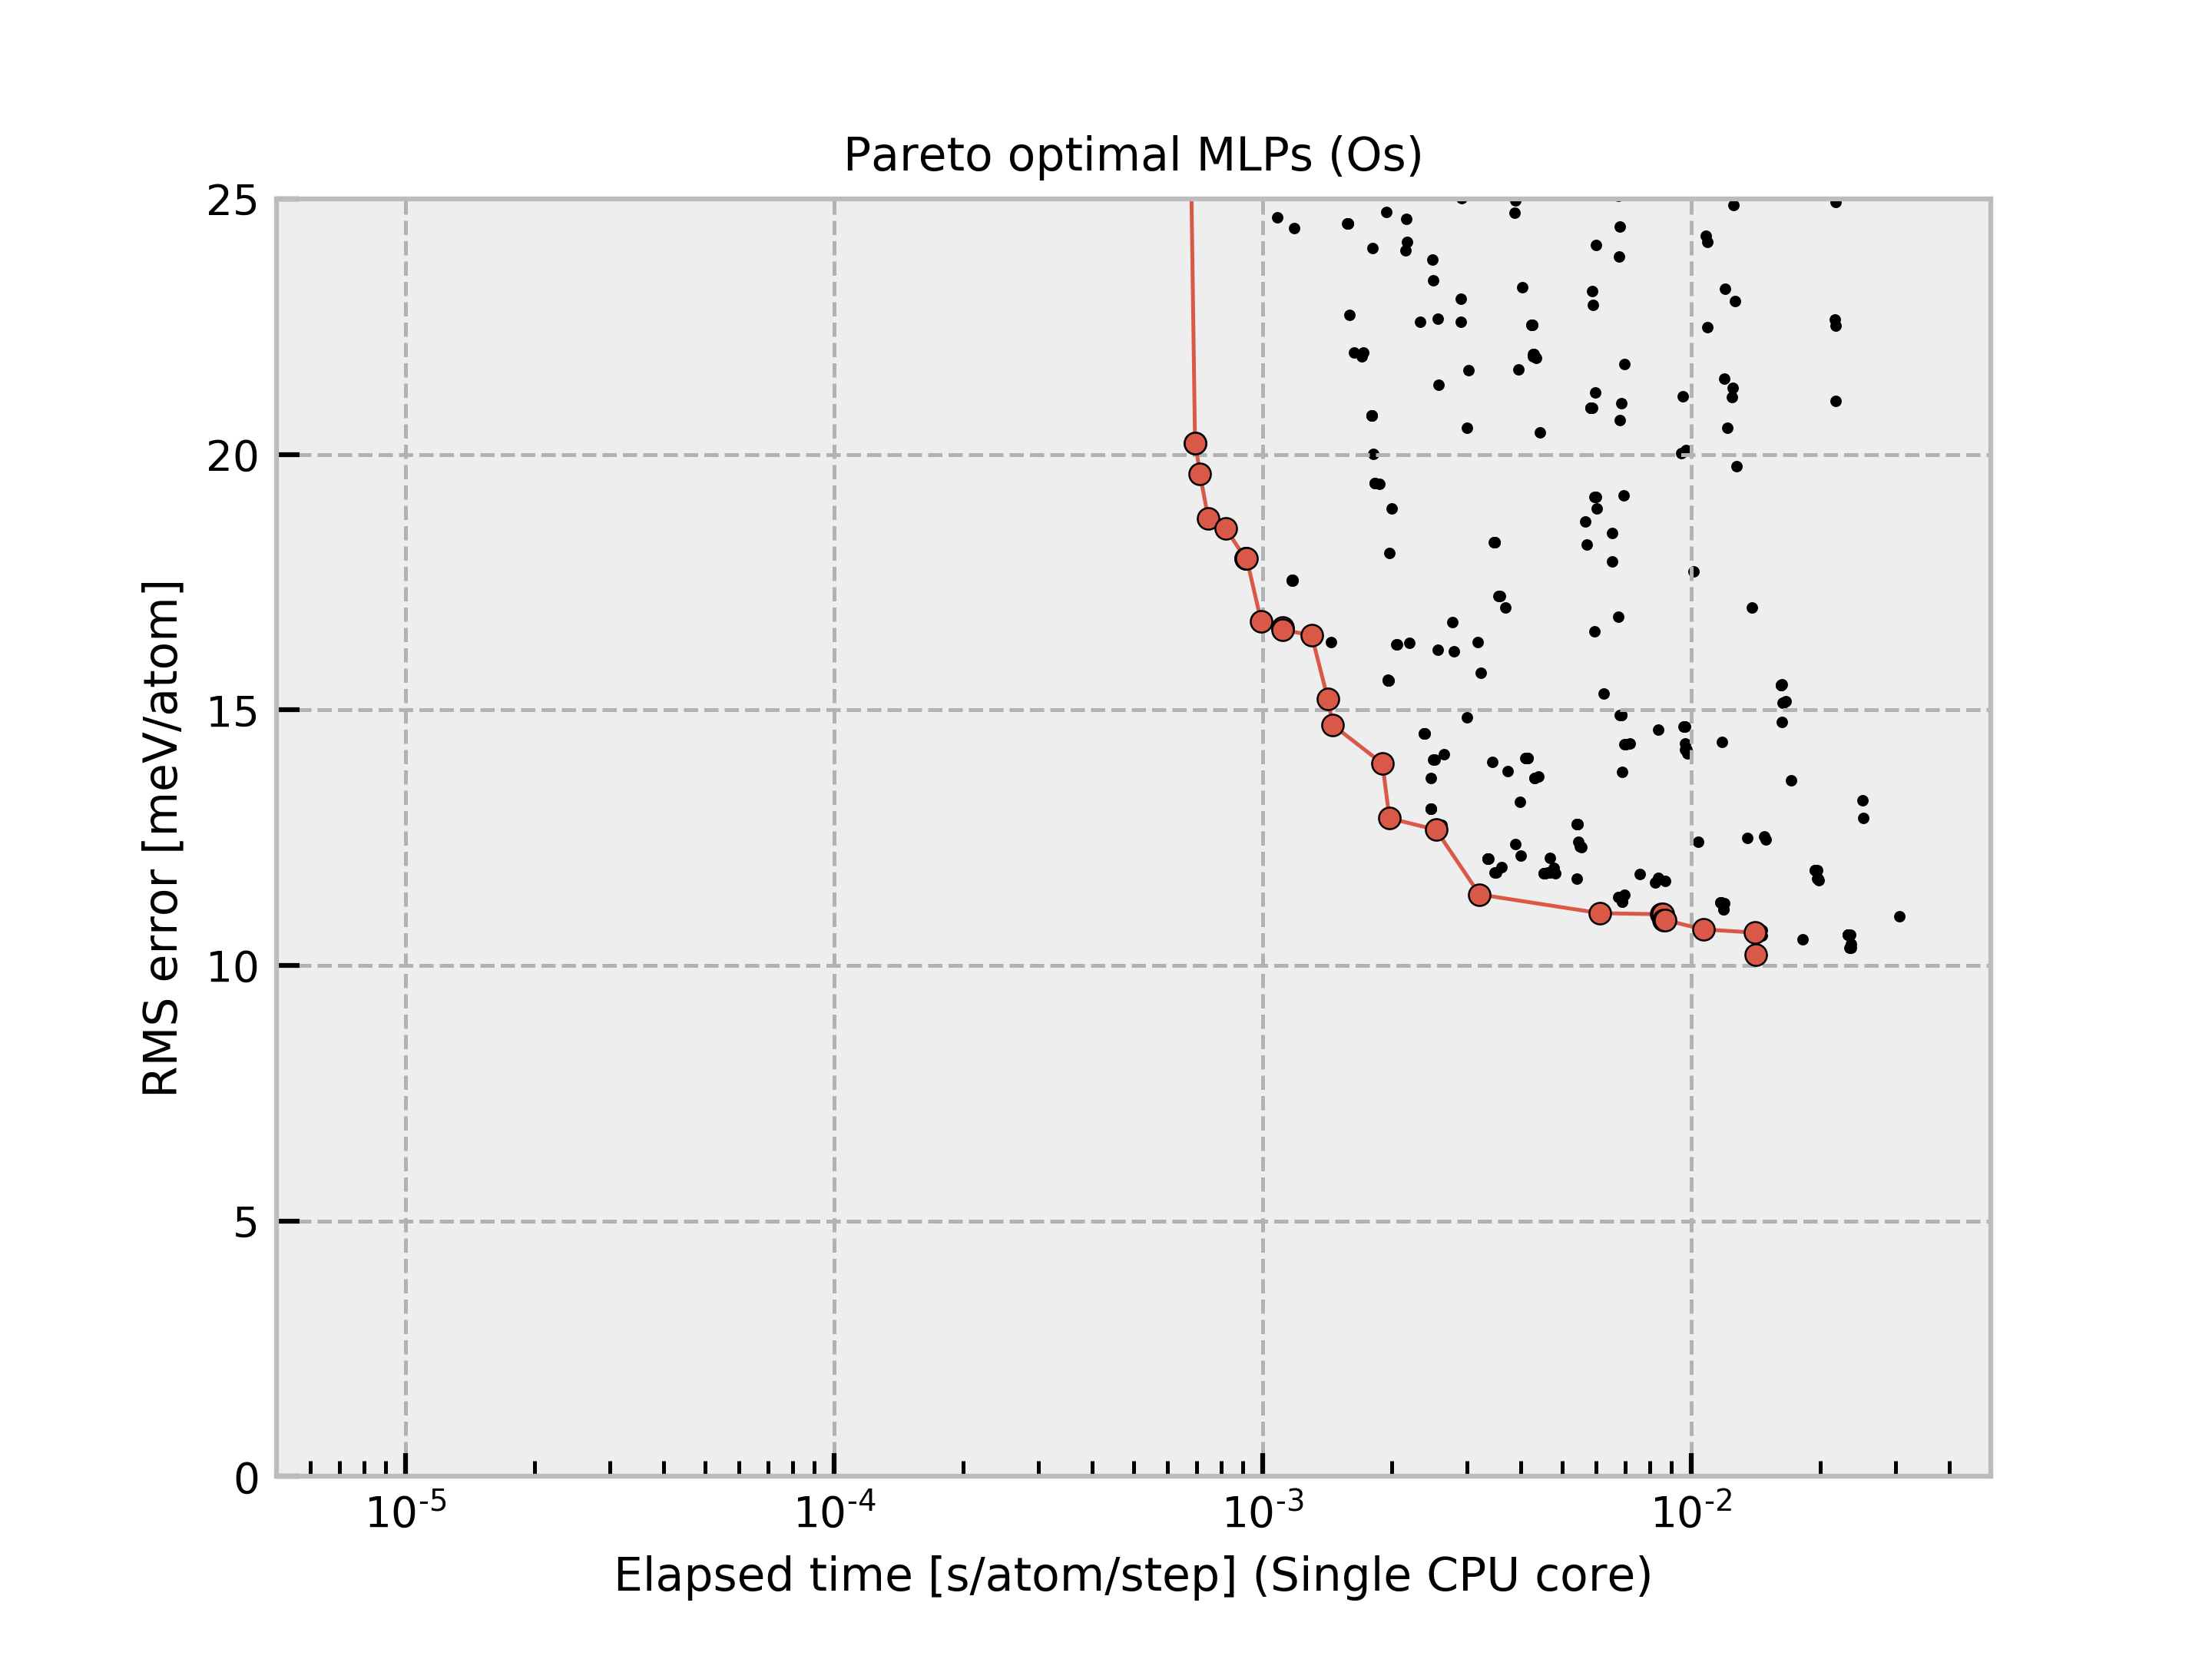 Pareto optimal MLPs (Os)
RMS error [meV/atom]
25
20
15
10
5
0
10-5 10-4 10-3 10-2
Elapsed time [s/atom/step] (Single CPU core)